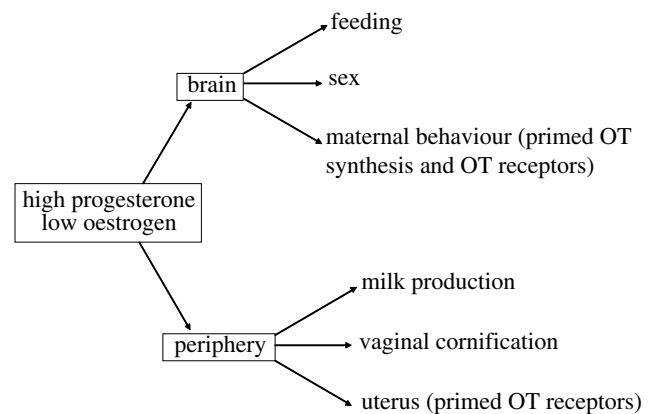 feeding
brain
sex
maternal behaviour (primed OT
synthesis and OT receptors)
high progesterone
low oestrogen
milk production
periphery
vaginal cornification
uterus (primed OT receptors)